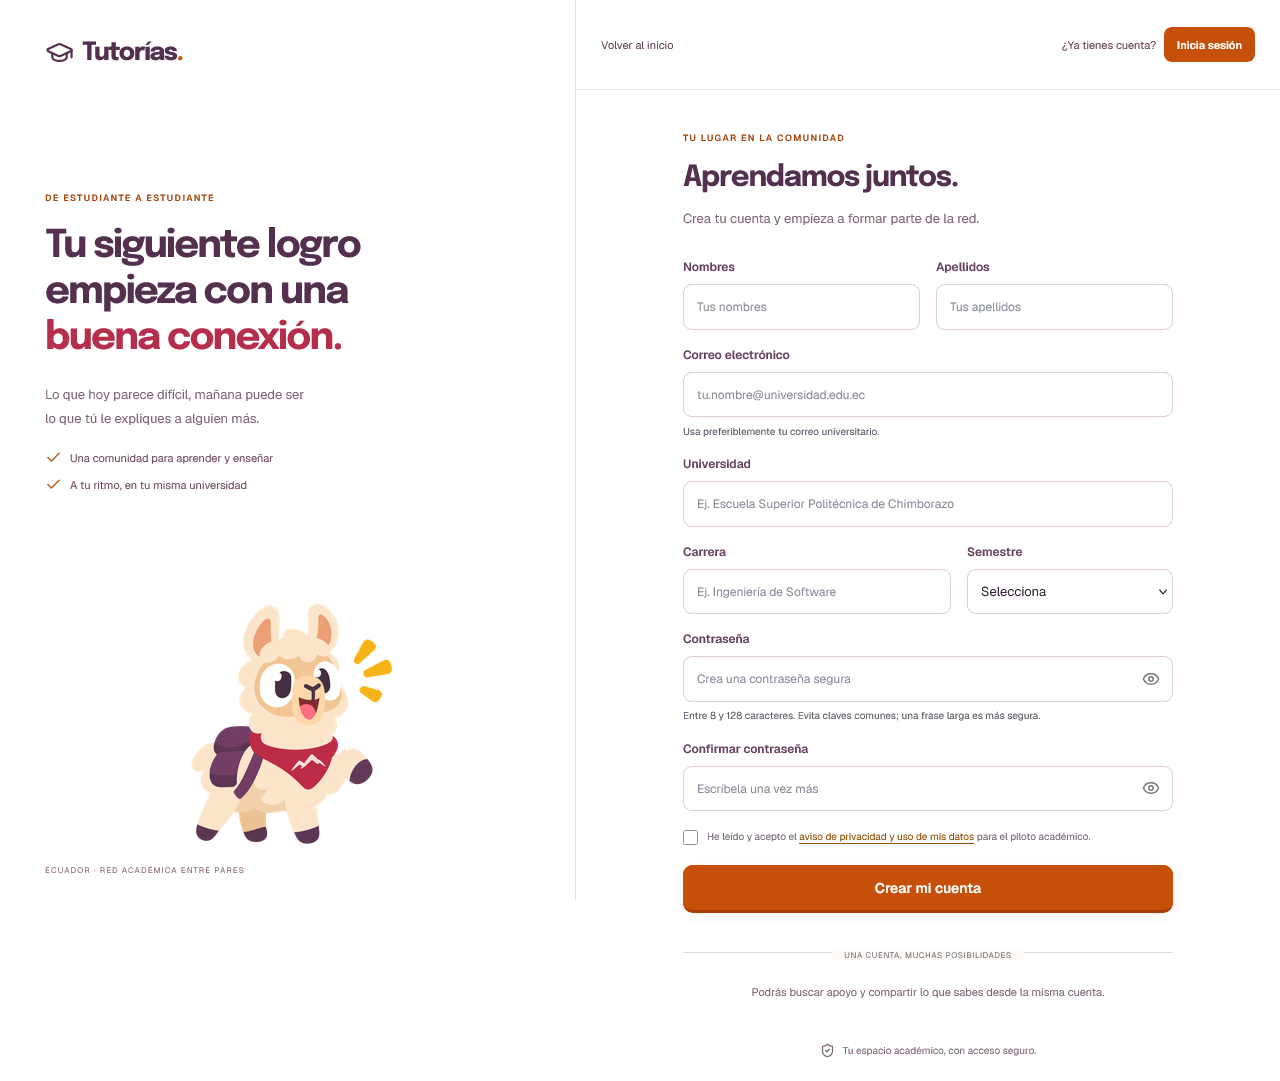 Tutorías.
Volver al inicio
¿Ya tienes cuenta?
Inicia sesión
DE ESTUDIANTE A ESTUDIANTE
Tu siguiente logro
empieza con una
buena conexión.
Lo que hoy parece difícil, mañana puede ser
lo que tú le expliques a alguien más.
Una comunidad para aprender y enseñar
A tu ritmo, en tu misma universidad
ECUADOR · RED ACADÉMICA ENTRE PARES
TU LUGAR EN LA COMUNIDAD
Aprendamos juntos.
Crea tu cuenta y empieza a formar parte de la red.
Nombres
Tus nombres
Apellidos
Tus apellidos
Correo electrónico
tu.nombre@universidad.edu.ec
Usa preferiblemente tu correo universitario.
Universidad
Ej. Escuela Superior Politécnica de Chimborazo
Carrera
Ej. Ingeniería de Software
Semestre
Selecciona
Contraseña
Crea una contraseña segura
Entre 8 y 128 caracteres. Evita claves comunes; una frase larga es más segura.
Confirmar contraseña
Escríbela una vez más
He leído y acepto el aviso de privacidad y uso de mis datos para el piloto académico.
Crear mi cuenta
UNA CUENTA, MUCHAS POSIBILIDADES
Podrás buscar apoyo y compartir lo que sabes desde la misma cuenta.
Tu espacio académico, con acceso seguro.